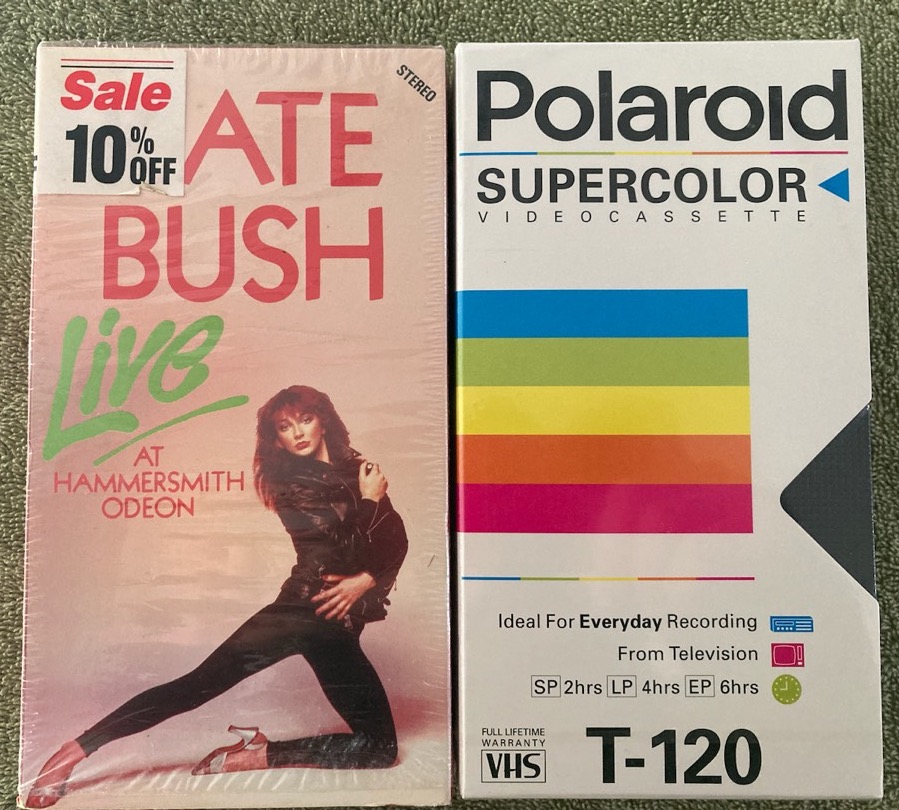 Sale
10% OFF
STEREO
ATE
BUSH
Live
AT
HAMMERSMITH
ODEON
Polaroid
SUPERCOLOR
VIDEOCASSETTE
Ideal For Everyday Recording
From Television
SP 2hrs LP 4hrs EP 6hrs
FULL LIFETIME
WARRANTY
VHS
T-120